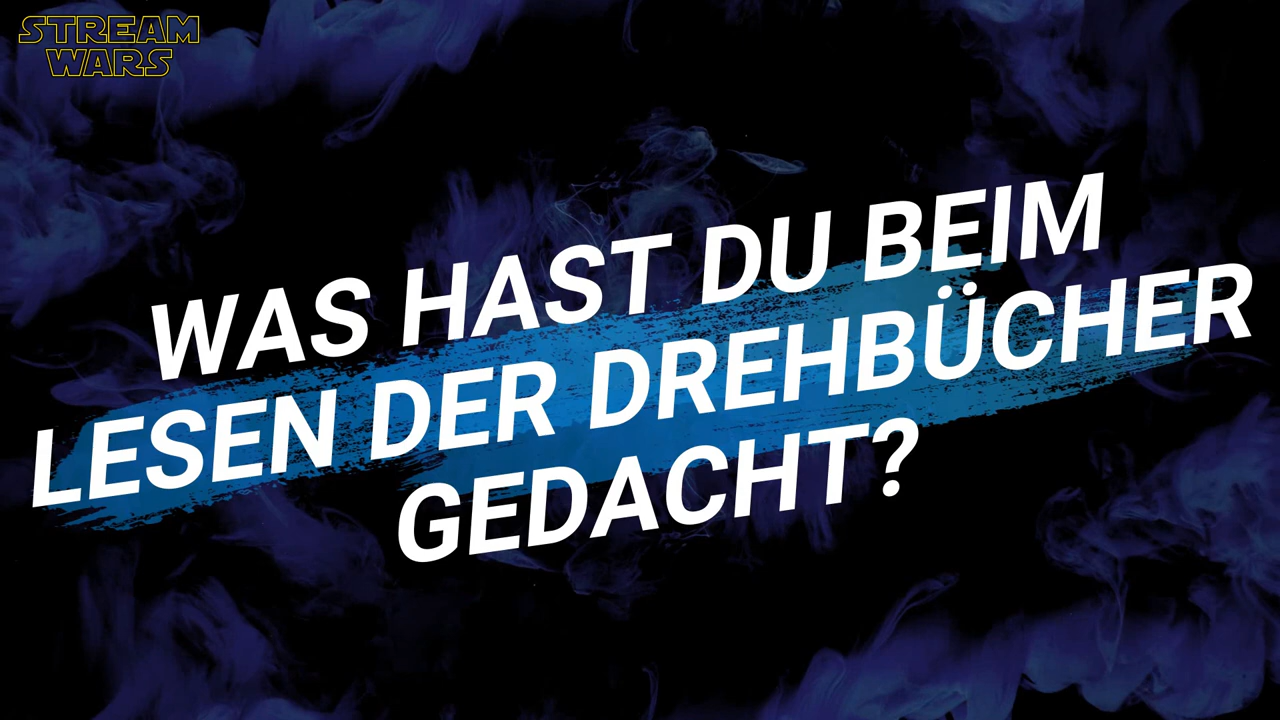 STREAM
WARS
WAS HAST DU BEIM
LESEN DER DREHBÜCHER
GEDACHT?